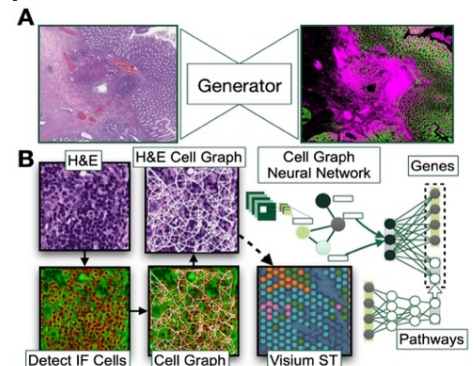 A
Generator
B
H&E
H&E Cell Graph
Cell Graph
Neural Network
Genes
Detect IF Cells
Cell Graph
Visium ST
Pathways